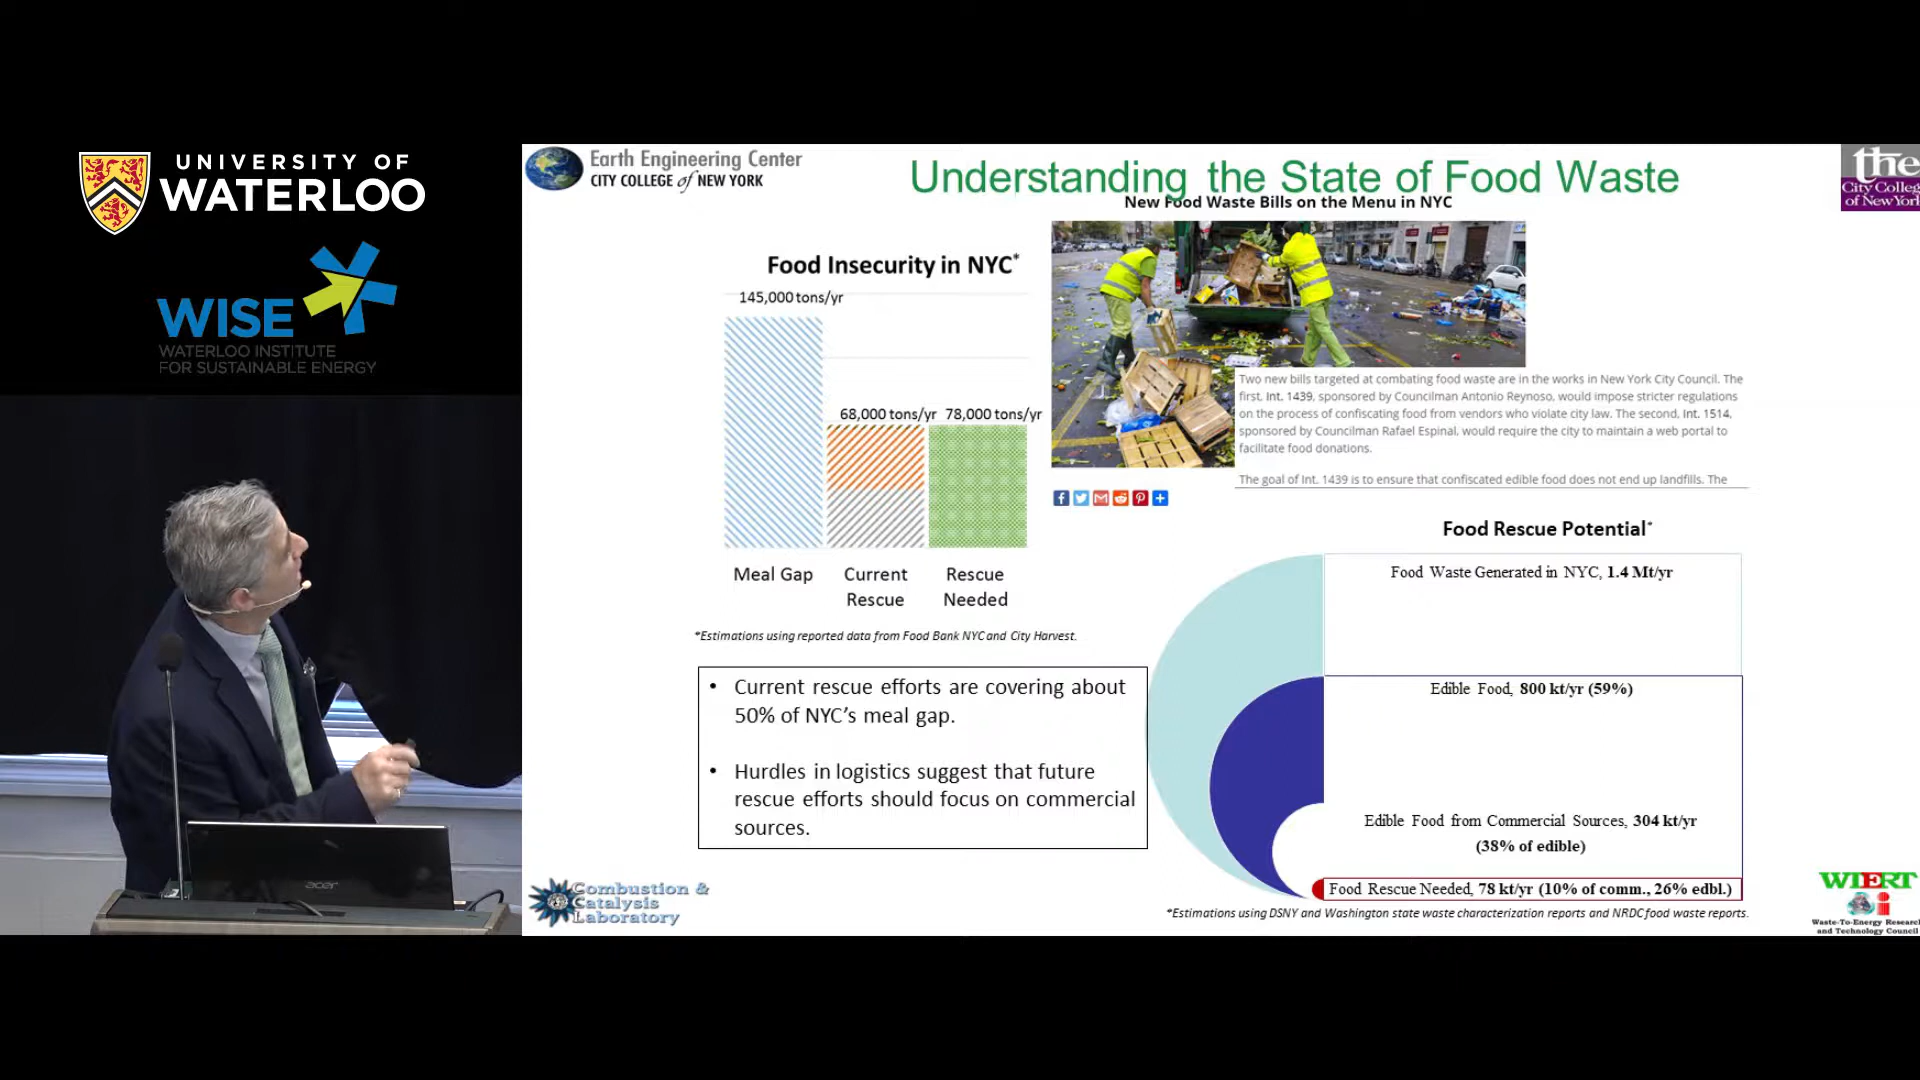 UNIVERSITY OF
WATERLOO
WISE
WATERLOO INSTITUTE
FOR SUSTAINABLE ENERGY
Earth Engineering Center
CITY COLLEGE of NEW YORK
Understanding the State of Food Waste
the
City College
of New York
New Food Waste Bills on the Menu in NYC
Food Insecurity in NYC*
145,000 tons/yr
68,000 tons/yr
78,000 tons/yr
Meal Gap
Current
Rescue
Rescue
Needed
*Estimations using reported data from Food Bank NYC and City Harvest.
Two new bills targeted at combating food waste are in the works in New York City Council. The
first, Int. 1439, sponsored by Councilman Antonio Reynoso, would impose stricter regulations
on the process of confiscating food from vendors who violate city law. The second, Int. 1514,
sponsored by Councilman Rafael Espinal, would require the city to maintain a web portal to
facilitate food donations.
The goal of Int. 1439 is to ensure that confiscated edible food does not end up landfills. The
• Current rescue efforts are covering about
50% of NYC's meal gap.
• Hurdles in logistics suggest that future
rescue efforts should focus on commercial
sources.
Food Rescue Potential*
Food Waste Generated in NYC, 1.4 Mt/yr
Edible Food, 800 kt/yr (59%)
Edible Food from Commercial Sources, 304 kt/yr
(38% of edible)
Food Rescue Needed, 78 kt/yr (10% of comm., 26% edbl.)
*Estimations using DSNY and Washington state waste characterization reports and NRDC food waste reports.
Combustion &
Catalysis
Laboratory
WTERT
Waste-To-Energy Research
and Technology Council
acer